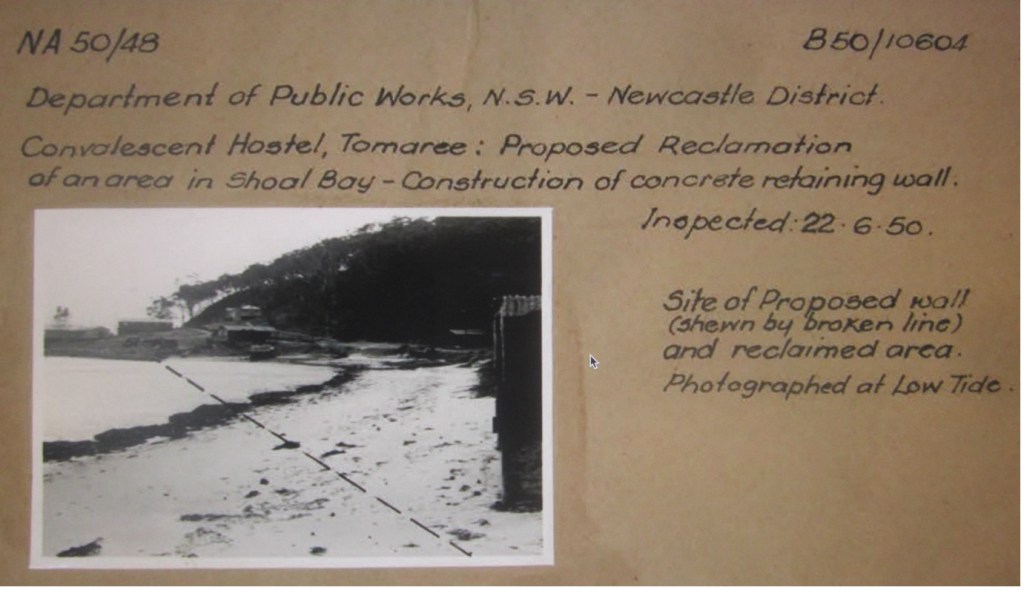 NA 50/48
B50/10604
Department of Public Works, N.S.W. - Newcastle District.
Convalescent Hostel, Tomaree: Proposed Reclamation
of an area in Shoal Bay - Construction of concrete retaining wall.
Inspected: 22.6.50.
Site of Proposed wall
(shewn by broken line)
and reclaimed area.
Photographed at Low Tide.